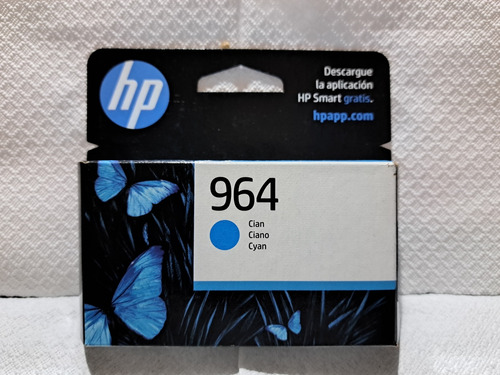 hp
Descargue
la aplicación
HP Smart gratis.
hpapp.com
964
Cian
Ciano
Cyan